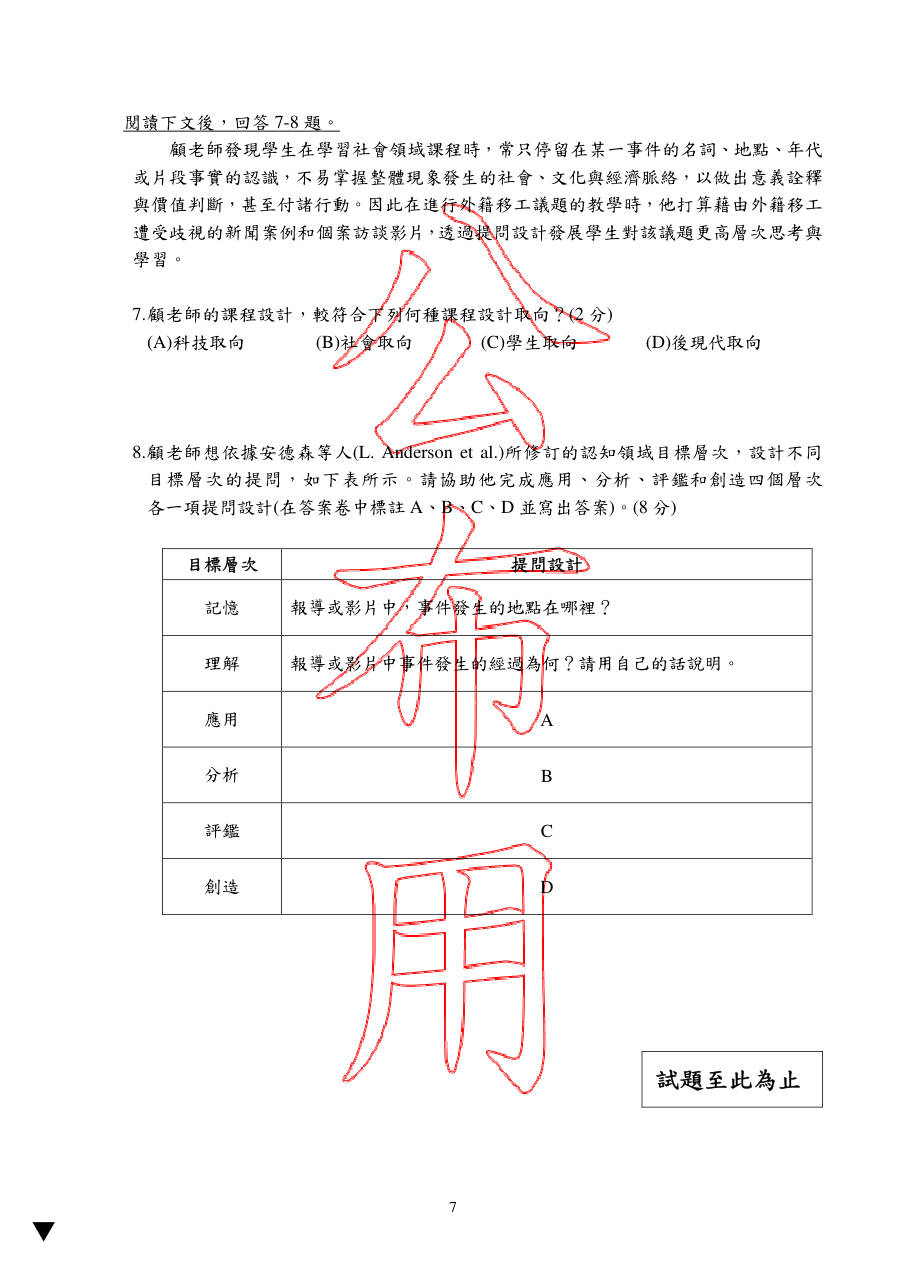 閱讀下文後，回答 7-8 題。
顧老師發現學生在學習社會領域課程時，常只停留在某一事件的名詞、地點、年代
或片段事實的認識，不易掌握整體現象發生的社會、文化與經濟脈絡，以做出意義詮釋
與價值判斷，甚至付諸行動。因此在進行外籍移工議題的教學時，他打算藉由外籍移工
遭受歧視的新聞案例和個案訪談影片，透過提問設計發展學生對該議題更高層次思考與
學習。
7.顧老師的課程設計，較符合下列何種課程設計取向？(2 分)
(A)科技取向 (B)社會取向 (C)學生取向 (D)後現代取向
8.顧老師想依據安德森等人(L. Anderson et al.)所修訂的認知領域目標層次，設計不同
目標層次的提問，如下表所示。請協助他完成應用、分析、評鑑和創造四個層次
各一項提問設計(在答案卷中標註 A、B、C、D 並寫出答案)。(8 分)
目標層次 提問設計
記憶 報導或影片中，事件發生的地點在哪裡？
理解 報導或影片中事件發生的經過為何？請用自己的話說明。
應用 A
分析 B
評鑑 C
創造 D
試題至此為止
7
公
布
用